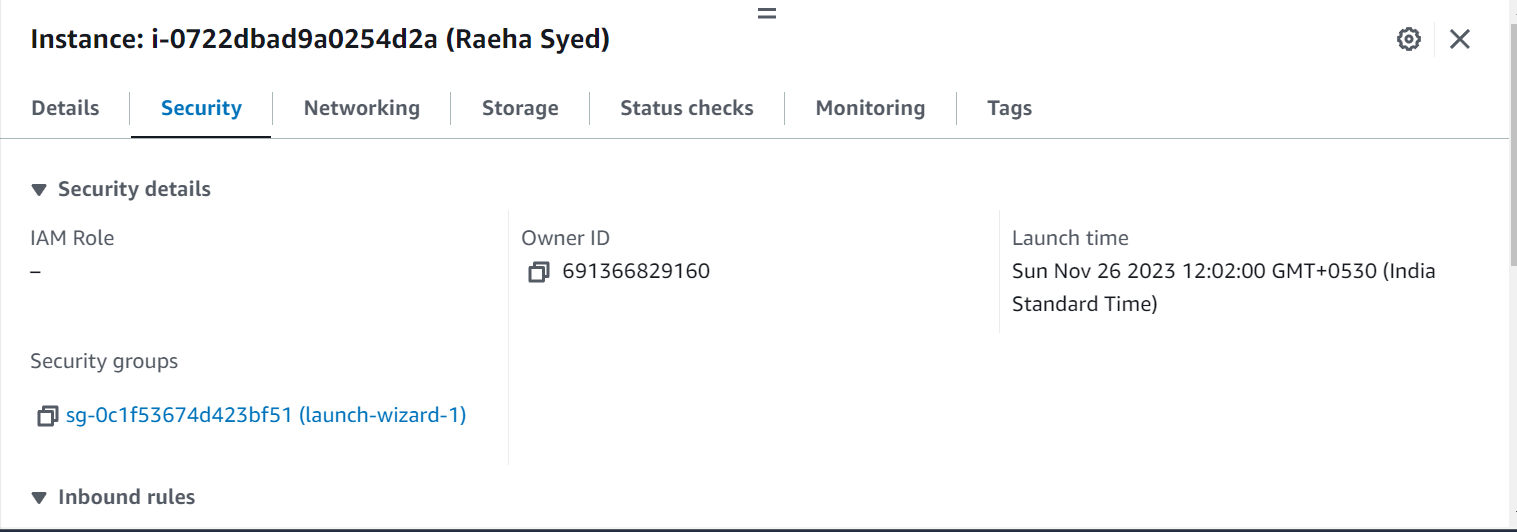 Instance: i-0722dbad9a0254d2a (Raeha Syed)
Details
Security
Networking
Storage
Status checks
Monitoring
Tags
Security details
IAM Role
–
Owner ID
691366829160
Launch time
Sun Nov 26 2023 12:02:00 GMT+0530 (India
Standard Time)
Security groups
sg-0c1f53674d423bf51 (launch-wizard-1)
Inbound rules